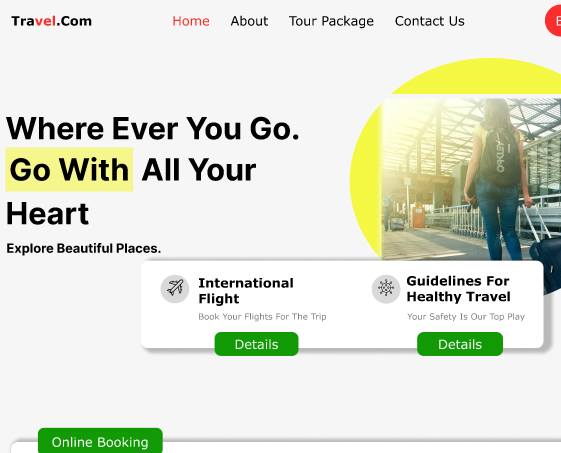 Travel.Com
Home About Tour Package Contact Us
Where Ever You Go.
Go With All Your
Heart
Explore Beautiful Places.
OAKLEY
International
Flight
Book Your Flights For The Trip
Details
Guidelines For
Healthy Travel
Your Safety Is Our Top Play
Details
Online Booking